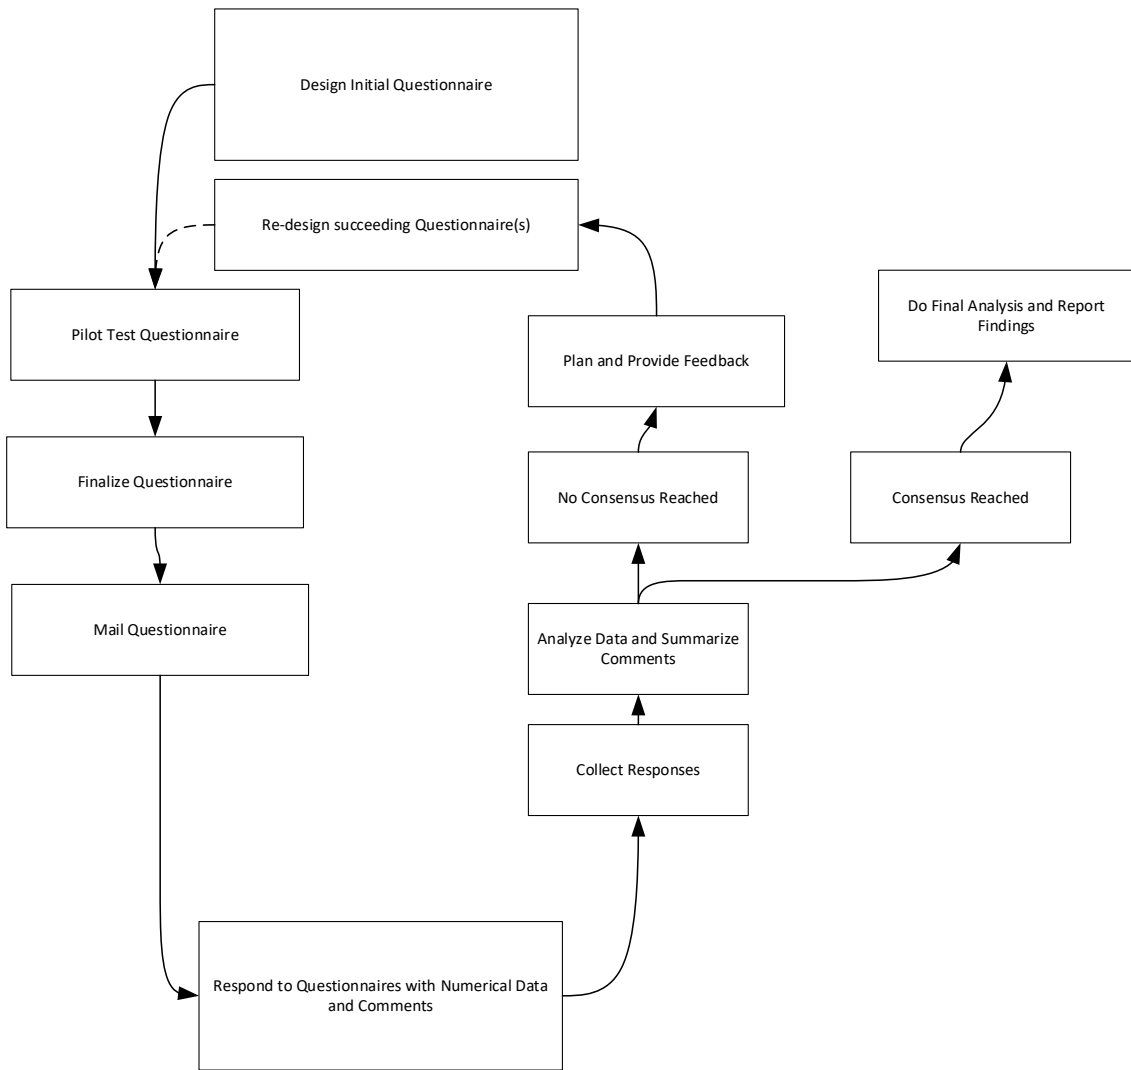 Design Initial Questionnaire
Re-design succeeding Questionnaire(s)
Pilot Test Questionnaire
Finalize Questionnaire
Mail Questionnaire
Respond to Questionnaires with Numerical Data
and Comments
Collect Responses
Analyze Data and Summarize
Comments
No Consensus Reached
Plan and Provide Feedback
Consensus Reached
Do Final Analysis and Report
Findings